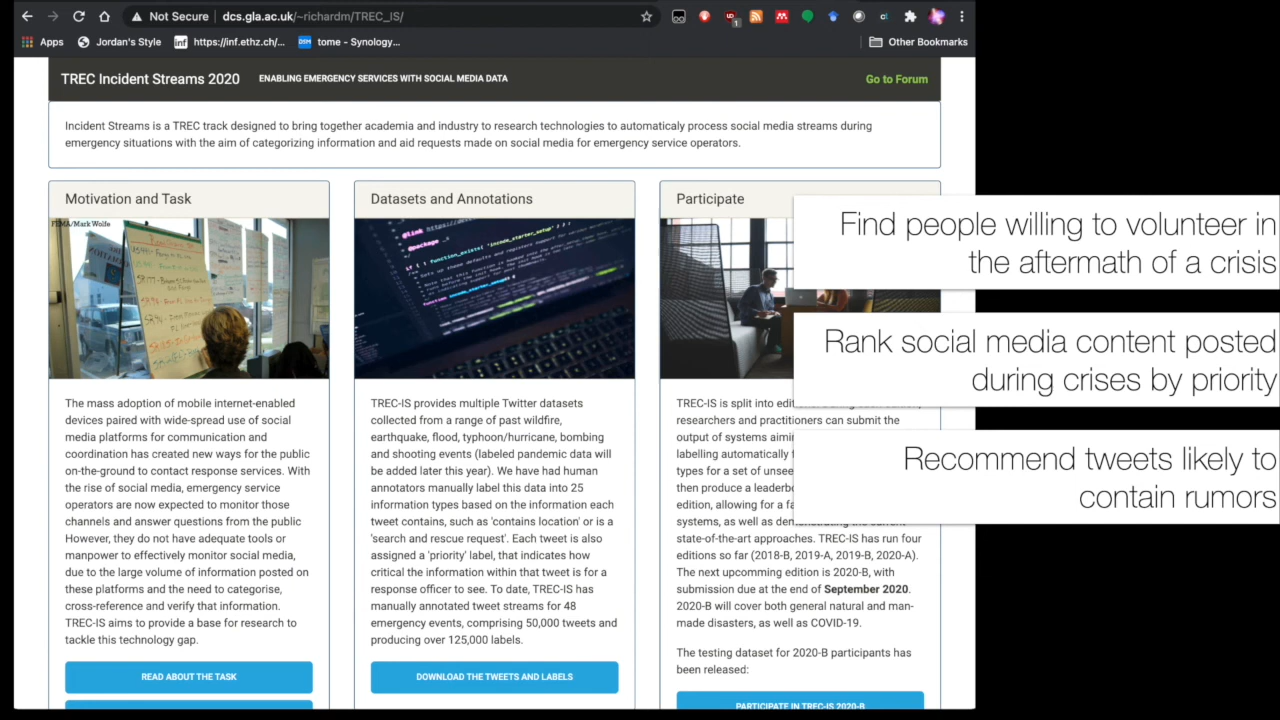 Not Secure
dcs.gla.ac.uk/~richardm/TREC_IS/
Apps
Jordan's Style
https://inf.ethz.ch/...
tome - Synology...
Other Bookmarks
TREC Incident Streams 2020
ENABLING EMERGENCY SERVICES WITH SOCIAL MEDIA DATA
Go to Forum
Incident Streams is a TREC track designed to bring together academia and industry to research technologies to automaticaly process social media streams during
emergency situations with the aim of categorizing information and aid requests made on social media for emergency service operators.
Motivation and Task
FEMA/Mark Wolfe
The mass adoption of mobile internet-enabled
devices paired with wide-spread use of social
media platforms for communication and
coordination has created new ways for the public
on-the-ground to contact response services. With
the rise of social media, emergency service
operators are now expected to monitor those
channels and answer questions from the public
However, they do not have adequate tools or
manpower to effectively monitor social media,
due to the large volume of information posted on
these platforms and the need to categorise,
cross-reference and verify that information.
TREC-IS aims to provide a base for research to
tackle this technology gap.
READ ABOUT THE TASK
Datasets and Annotations
TREC-IS provides multiple Twitter datasets
collected from a range of past wildfire,
earthquake, flood, typhoon/hurricane, bombing
and shooting events (labeled pandemic data will
be added later this year). We have had human
annotators manually label this data into 25
information types based on the information each
tweet contains, such as 'contains location' or is a
'search and rescue request'. Each tweet is also
assigned a 'priority' label, that indicates how
critical the information within that tweet is for a
response officer to see. To date, TREC-IS has
manually annotated tweet streams for 48
emergency events, comprising 50,000 tweets and
producing over 125,000 labels.
DOWNLOAD THE TWEETS AND LABELS
Participate
TREC-IS is split into
researchers and practitioners can submit the
output of systems
labelling automatically
types for a set of
then produce a
edition, allowing for a
systems, as well as
state-of-the-art approaches. TREC-IS has run four
editions so far (2018-B, 2019-A, 2019-B, 2020-A).
The next upcomming edition is 2020-B, with
submission due at the end of September 2020.
2020-B will cover both general natural and man-
made disasters, as well as COVID-19.
The testing dataset for 2020-B participants has
been released:
PARTICIPATE IN TREC-IS 2020-B
Find people willing to volunteer in
the aftermath of a crisis
Rank social media content posted
during crises by priority
Recommend tweets likely to
contain rumors